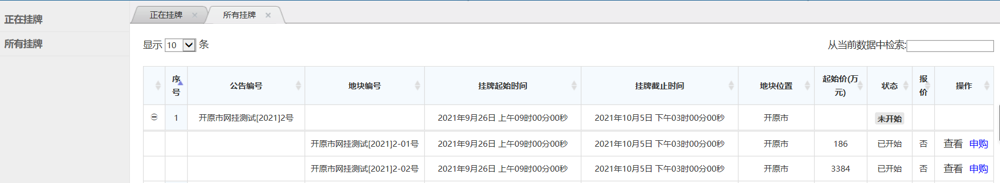 正在挂牌
所有挂牌
正在挂牌 所有挂牌
显示 10 条
从当前数据中检索:
序号 公告编号 地块编号 挂牌起始时间 挂牌截止时间 地块位置 起始价(万元) 状态 报价 操作
1 开原市网挂测试[2021]2号 2021年9月26日 上午09时00分00秒 2021年10月5日 下午03时00分00秒 开原市 未开始
开原市网挂测试[2021]2-01号 2021年9月26日 上午09时00分00秒 2021年10月5日 下午03时00分00秒 开原市 186 已开始 否 查看 申购
开原市网挂测试[2021]2-02号 2021年9月26日 上午09时00分00秒 2021年10月5日 下午03时00分00秒 开原市 3384 已开始 否 查看 申购